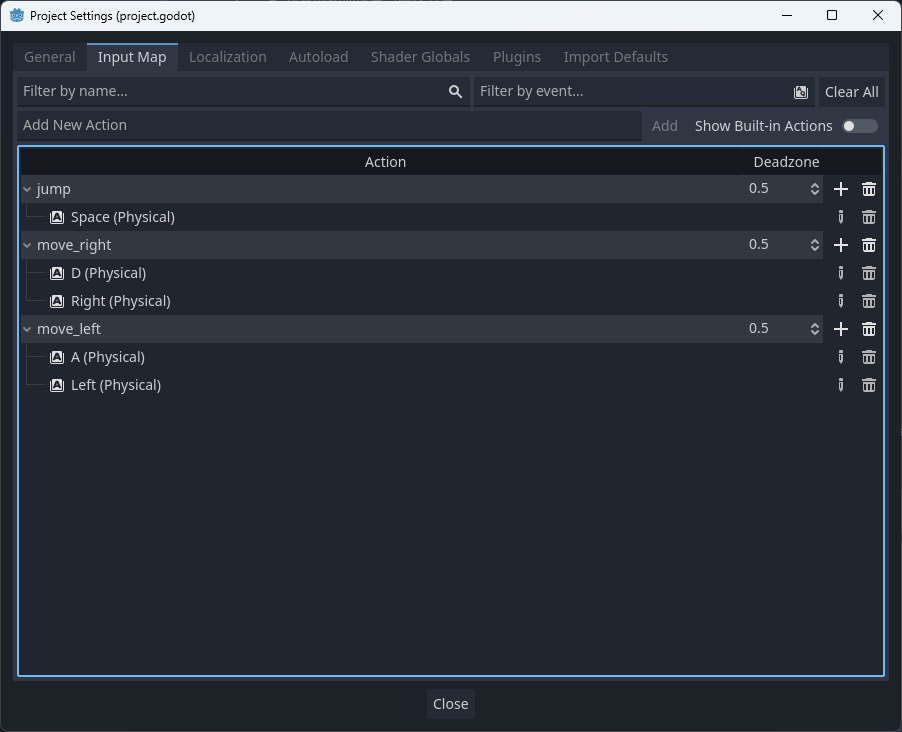 Project Settings (project.godot)
General Input Map Localization Autoload Shader Globals Plugins Import Defaults
Filter by name... Filter by event... Clear All
Add New Action Add Show Built-in Actions
Action Deadzone
jump 0.5
Space (Physical)
move_right 0.5
D (Physical)
Right (Physical)
move_left 0.5
A (Physical)
Left (Physical)
Close